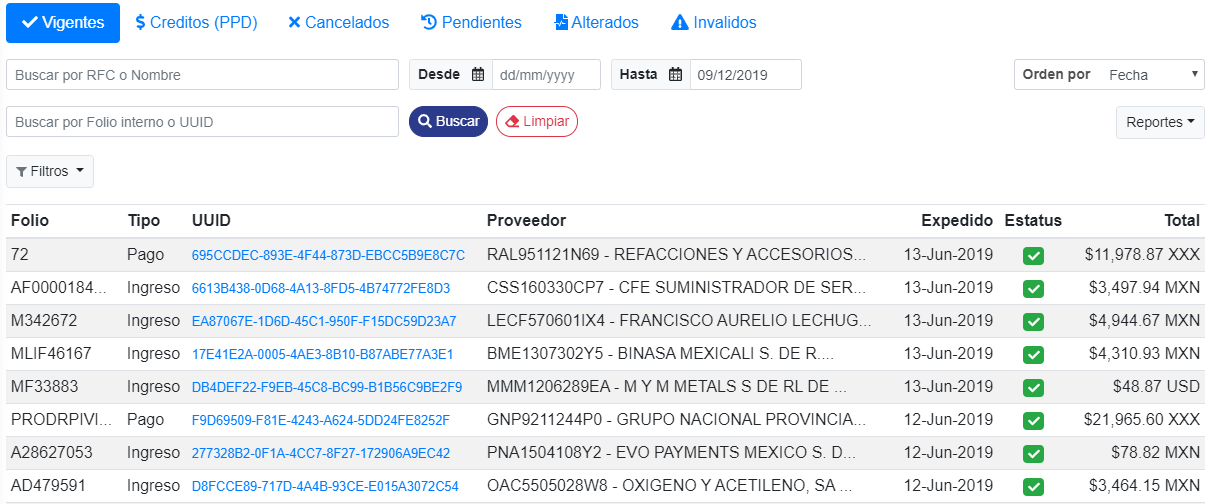 Vigentes Creditos (PPD) Cancelados Pendientes Alterados Invalidos
Buscar por RFC o Nombre Desde dd/mm/yyyy Hasta 09/12/2019 Orden por Fecha
Buscar por Folio interno o UUID Buscar Limpiar Reportes
Filtros
Folio Tipo UUID Proveedor Expedido Estatus Total
72 Pago 695CCDEC-893E-4F44-873D-EBCC5B9E8C7C RAL951121N69 - REFACCIONES Y ACCESORIOS... 13-Jun-2019 $11,978.87 XXX
AF0000184... Ingreso 6613B438-0D68-4A13-8FD5-4B74772FE8D3 CSS160330CP7 - CFE SUMINISTRADOR DE SER... 13-Jun-2019 $3,497.94 MXN
M342672 Ingreso EA87067E-1D6D-45C1-950F-F15DC59D23A7 LECF570601IX4 - FRANCISCO AURELIO LECHUG... 13-Jun-2019 $4,944.67 MXN
MLIF46167 Ingreso 17E41E2A-0005-4AE3-8B10-B87ABE77A3E1 BME1307302Y5 - BINASA MEXICALI S. DE R.... 13-Jun-2019 $4,310.93 MXN
MF33883 Ingreso DB4DEF22-F9EB-45C8-BC99-B1B56C9BE2F9 MMM1206289EA - M Y M METALS S DE RL DE ... 13-Jun-2019 $48.87 USD
PRODRPIVI... Pago F9D69509-F81E-4243-A624-5DD24FE8252F GNP9211244P0 - GRUPO NACIONAL PROVINCIA... 12-Jun-2019 $21,965.60 XXX
A28627053 Ingreso 277328B2-0F1A-4CC7-8F27-172906A9EC42 PNA1504108Y2 - EVO PAYMENTS MEXICO S. D... 12-Jun-2019 $78.82 MXN
AD479591 Ingreso D8FCCE89-717D-4A4B-93CE-E015A3072C54 OAC5505028W8 - OXIGENO Y ACETILENO, SA ... 12-Jun-2019 $3,464.15 MXN